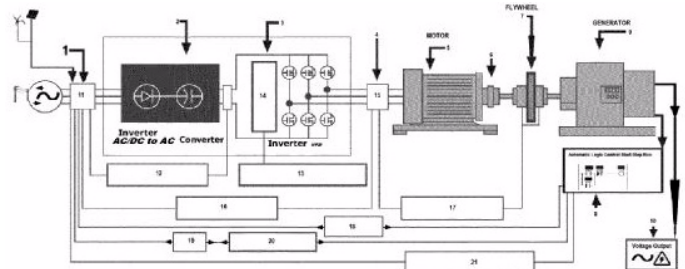 FLYWHEEL
7
GENERATOR
8
MOTOR
5
1
2
3
4
6
11
14
13
Inverter
AC/DC to AC Converter
Inverter
12
15
16
17
18
19
20
21
Automatic Logic Control Start Stop Box
9
10
Voltage Output